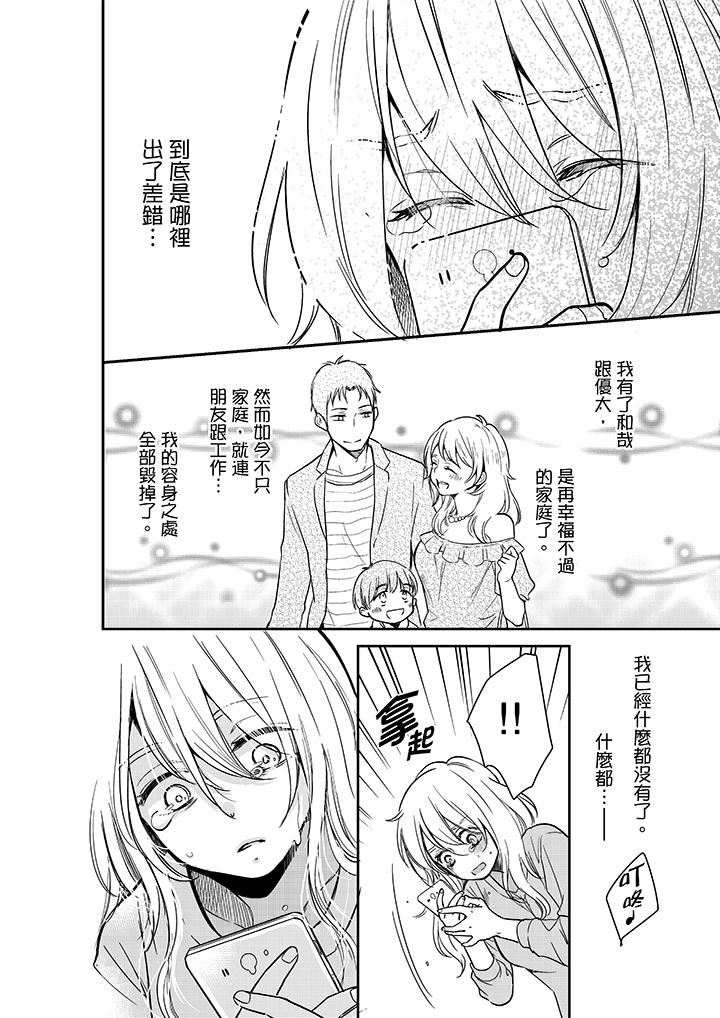 到底是哪裡
出了差錯…
我有了和哉
跟優太，
是再幸福不過
的家庭了。
然而如今不只
家庭，就連
朋友跟工作…
我的容身之處
全部毀掉了。
我已經什麼都沒有了。
什麼都…——
叮咚♪
!!
拿起